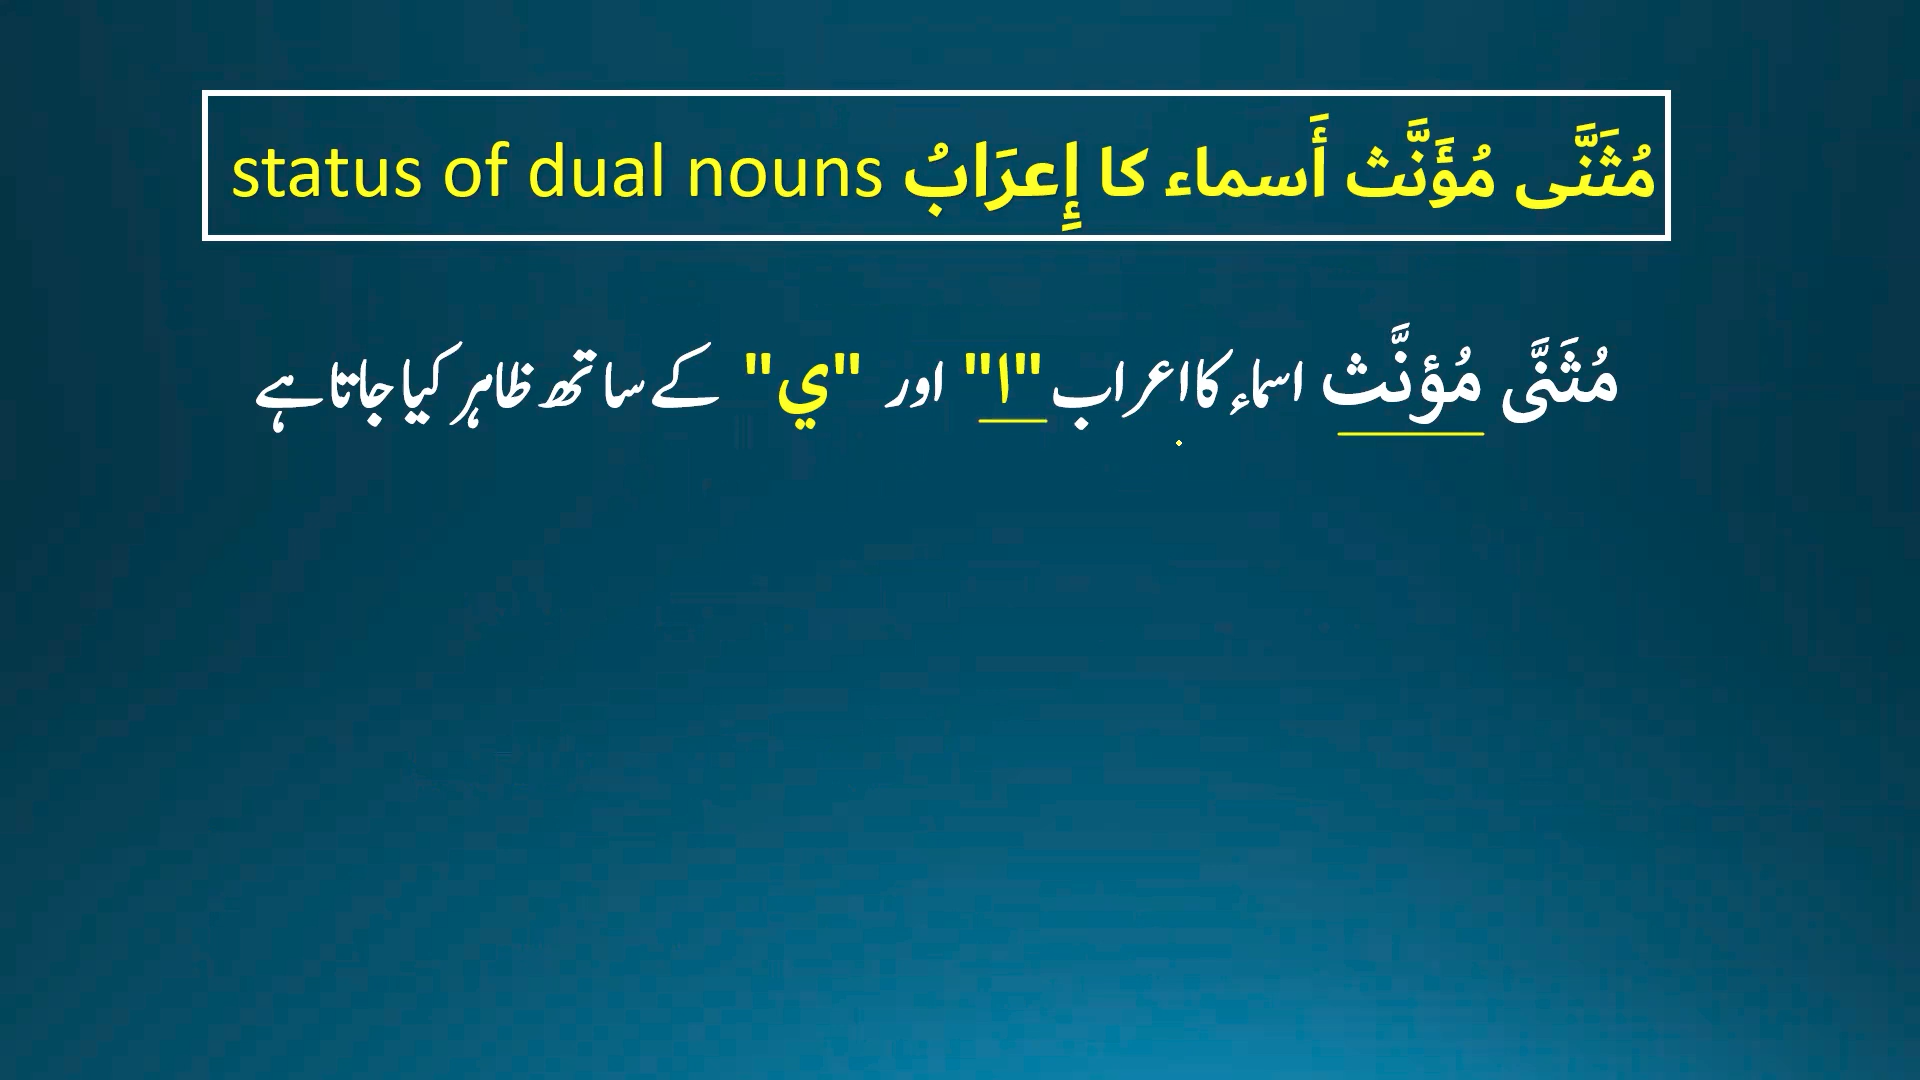 مُثَنَّى مُؤَنَّث أَسماء کا إِعرَابُ status of dual nouns
مُثَنَّى مُؤنَّث اسماء کا اعراب "ا" اور "ي" کے ساتھ ظاہر کیا جاتا ہے